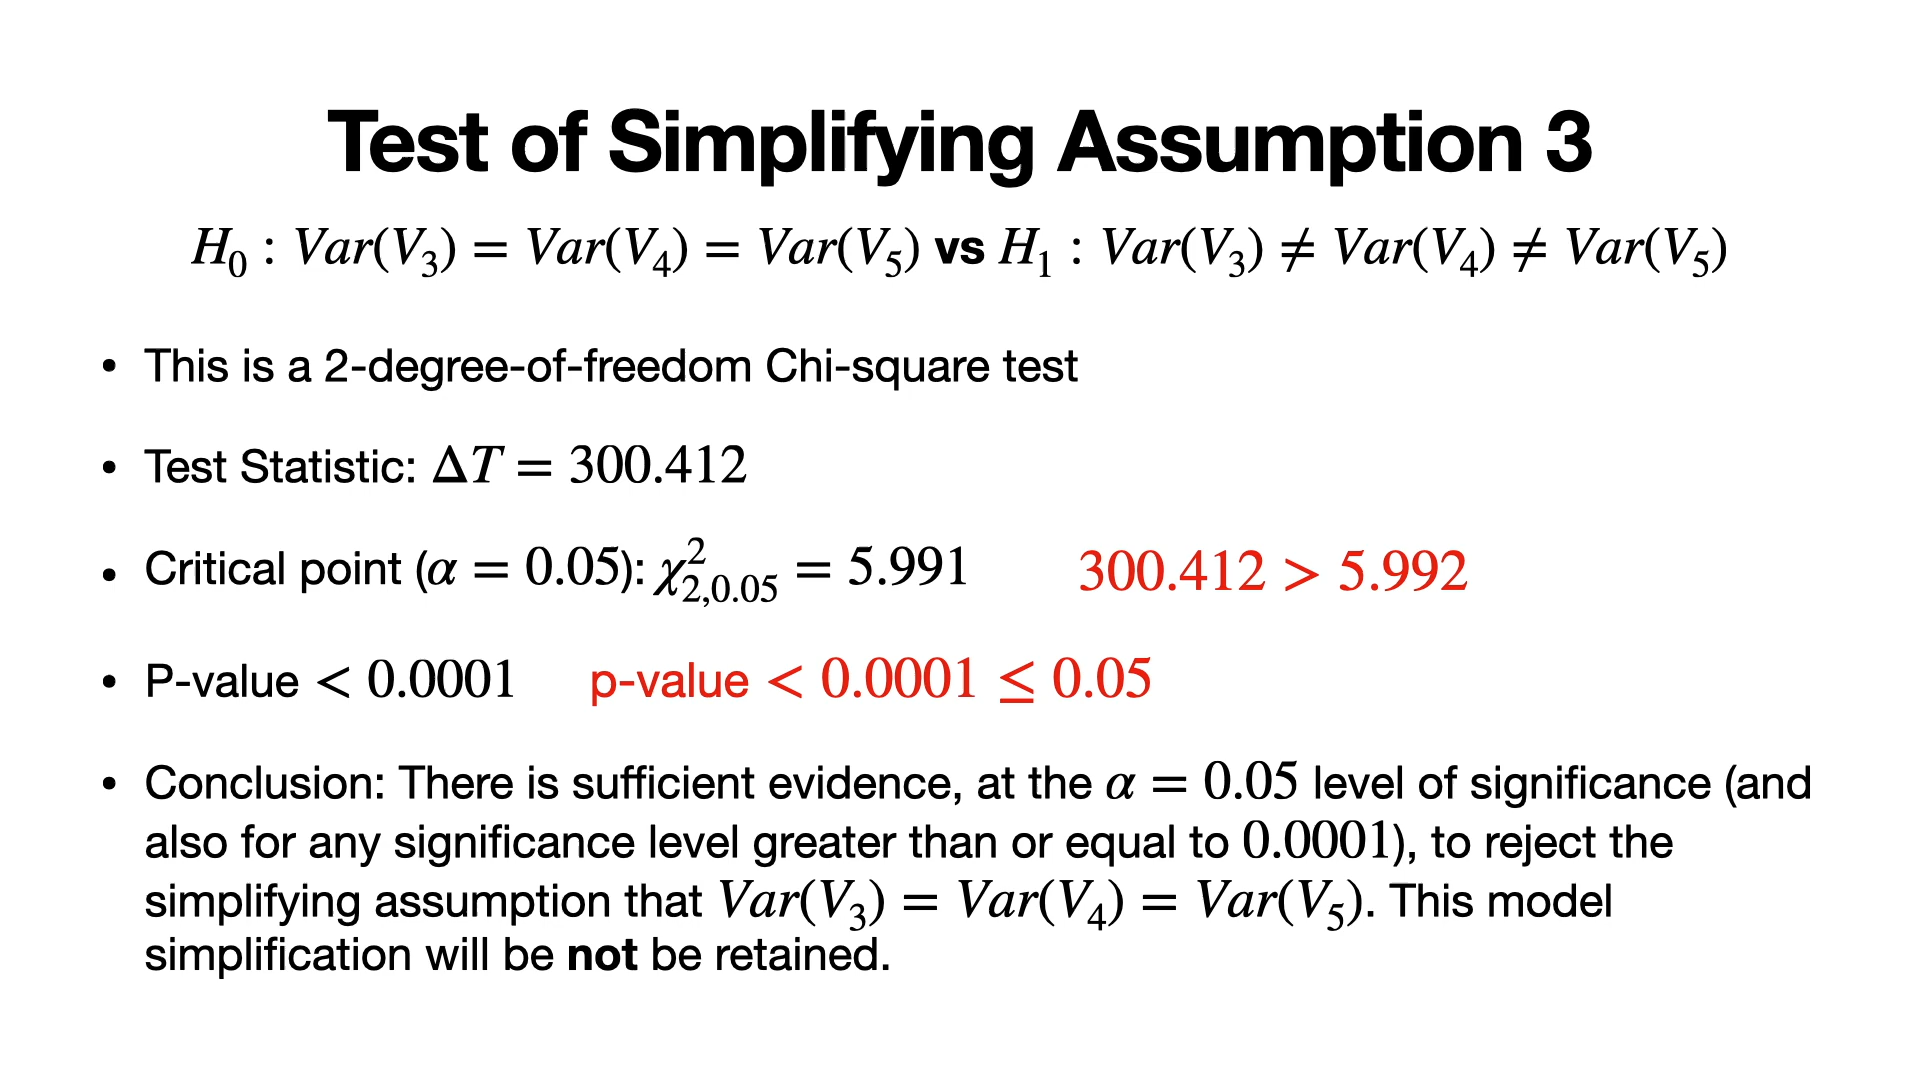 Test of Simplifying Assumption 3
H₀ : Var(V₃) = Var(V₄) = Var(V₅) vs H₁ : Var(V₃) ≠ Var(V₄) ≠ Var(V₅)
• This is a 2-degree-of-freedom Chi-square test
• Test Statistic: ΔT = 300.412
• Critical point (α = 0.05): χ²₂,₀.₀₅ = 5.991 300.412 > 5.992
• P-value < 0.0001 p-value < 0.0001 ≤ 0.05
• Conclusion: There is sufficient evidence, at the α = 0.05 level of significance (and
also for any significance level greater than or equal to 0.0001), to reject the
simplifying assumption that Var(V₃) = Var(V₄) = Var(V₅). This model
simplification will be not be retained.